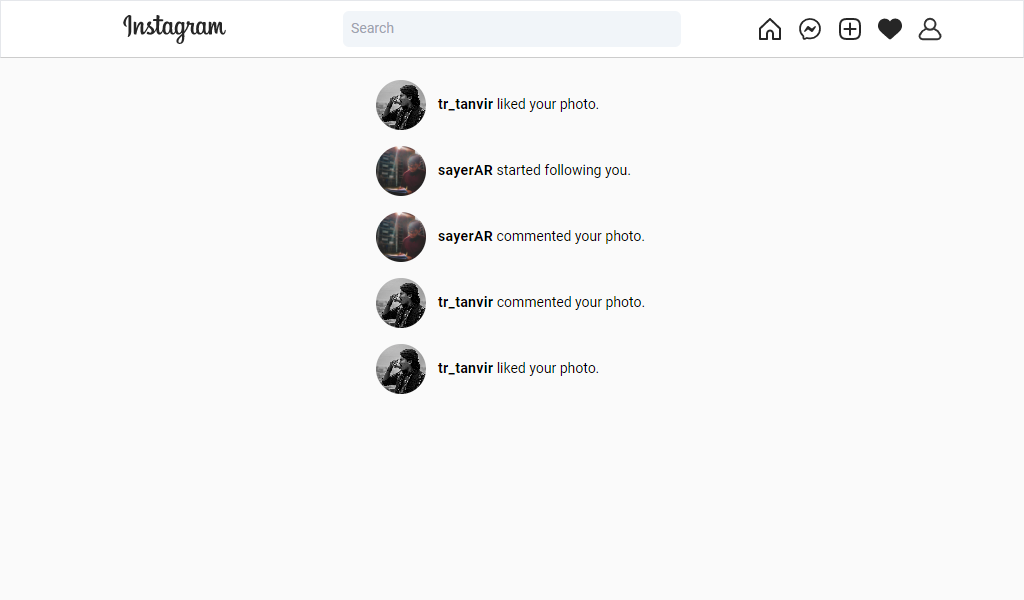 Instagram
Search
tr_tanvir liked your photo.
sayerAR started following you.
sayerAR commented your photo.
tr_tanvir commented your photo.
tr_tanvir liked your photo.